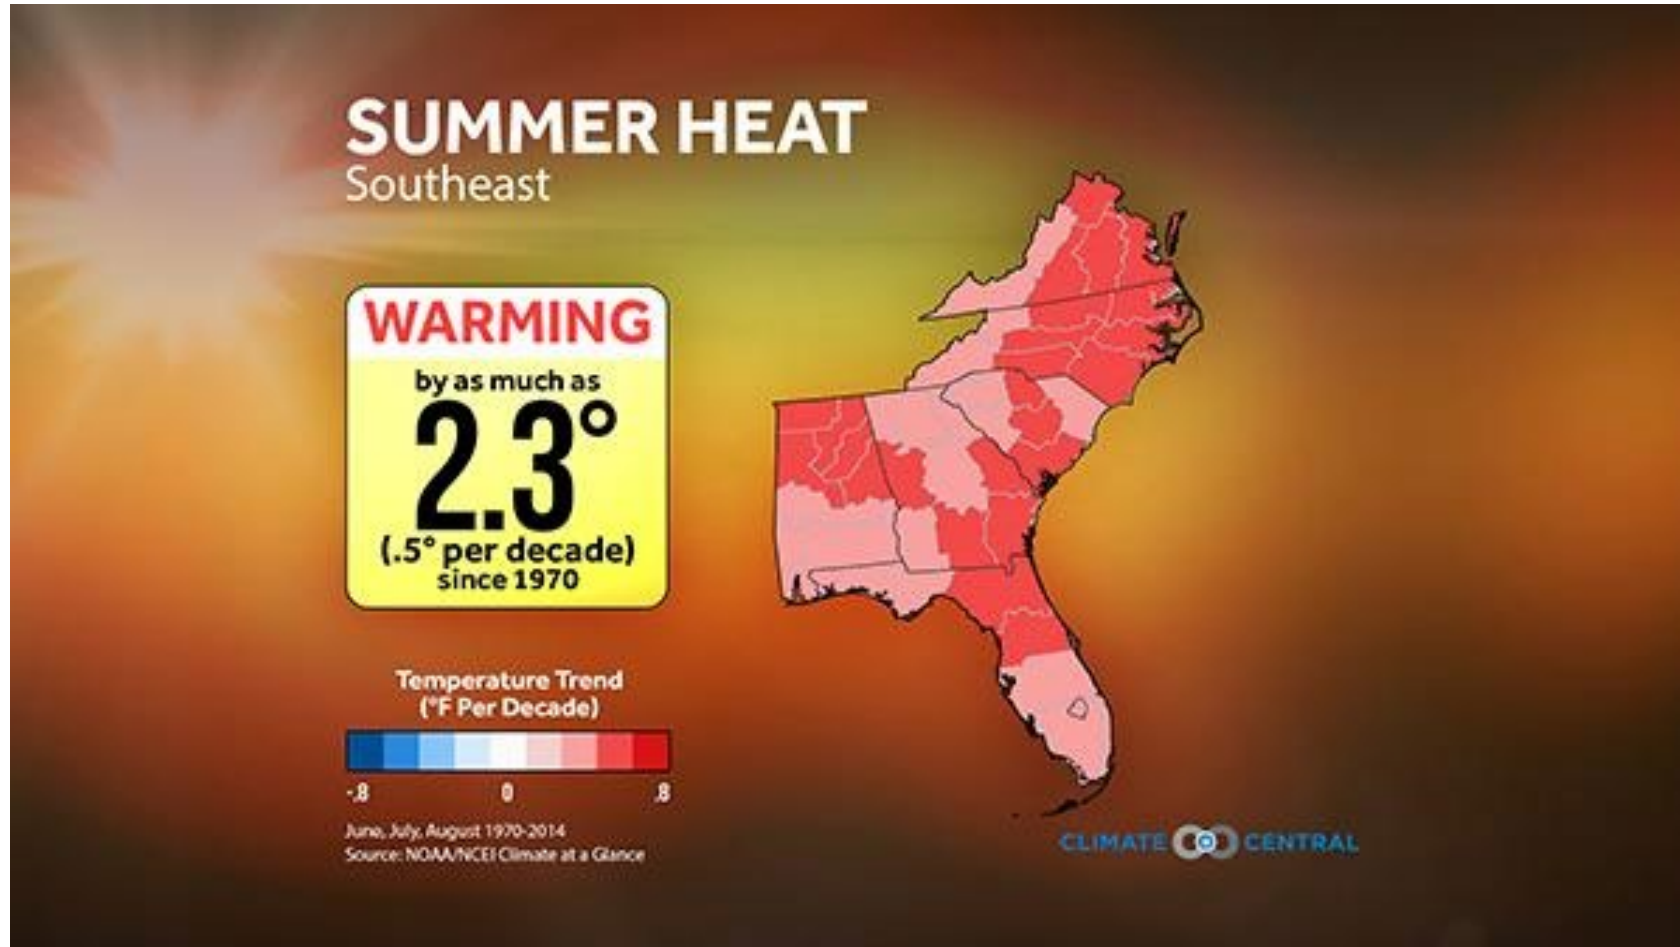 SUMMER HEAT
Southeast
WARMING
by as much as
2.3°
(.5° per decade)
since 1970
Temperature Trend
(°F Per Decade)
-.8 0 .8
June, July, August 1970-2014
Source: NOAA/NCEI Climate at a Glance
CLIMATE CENTRAL